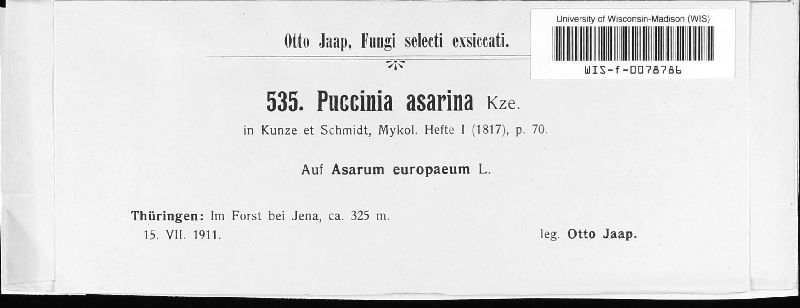 University of Wisconsin-Madison (WIS)
WIS-f-0078786
Otto Jaap, Fungi selecti exsiccati.
535. Puccinia asarina Kze.
in Kunze et Schmidt, Mykol. Hefte I (1817), p. 70.
Auf Asarum europaeum L.
Thüringen: Im Forst bei Jena, ca. 325 m.
15. VII. 1911.
leg. Otto Jaap.